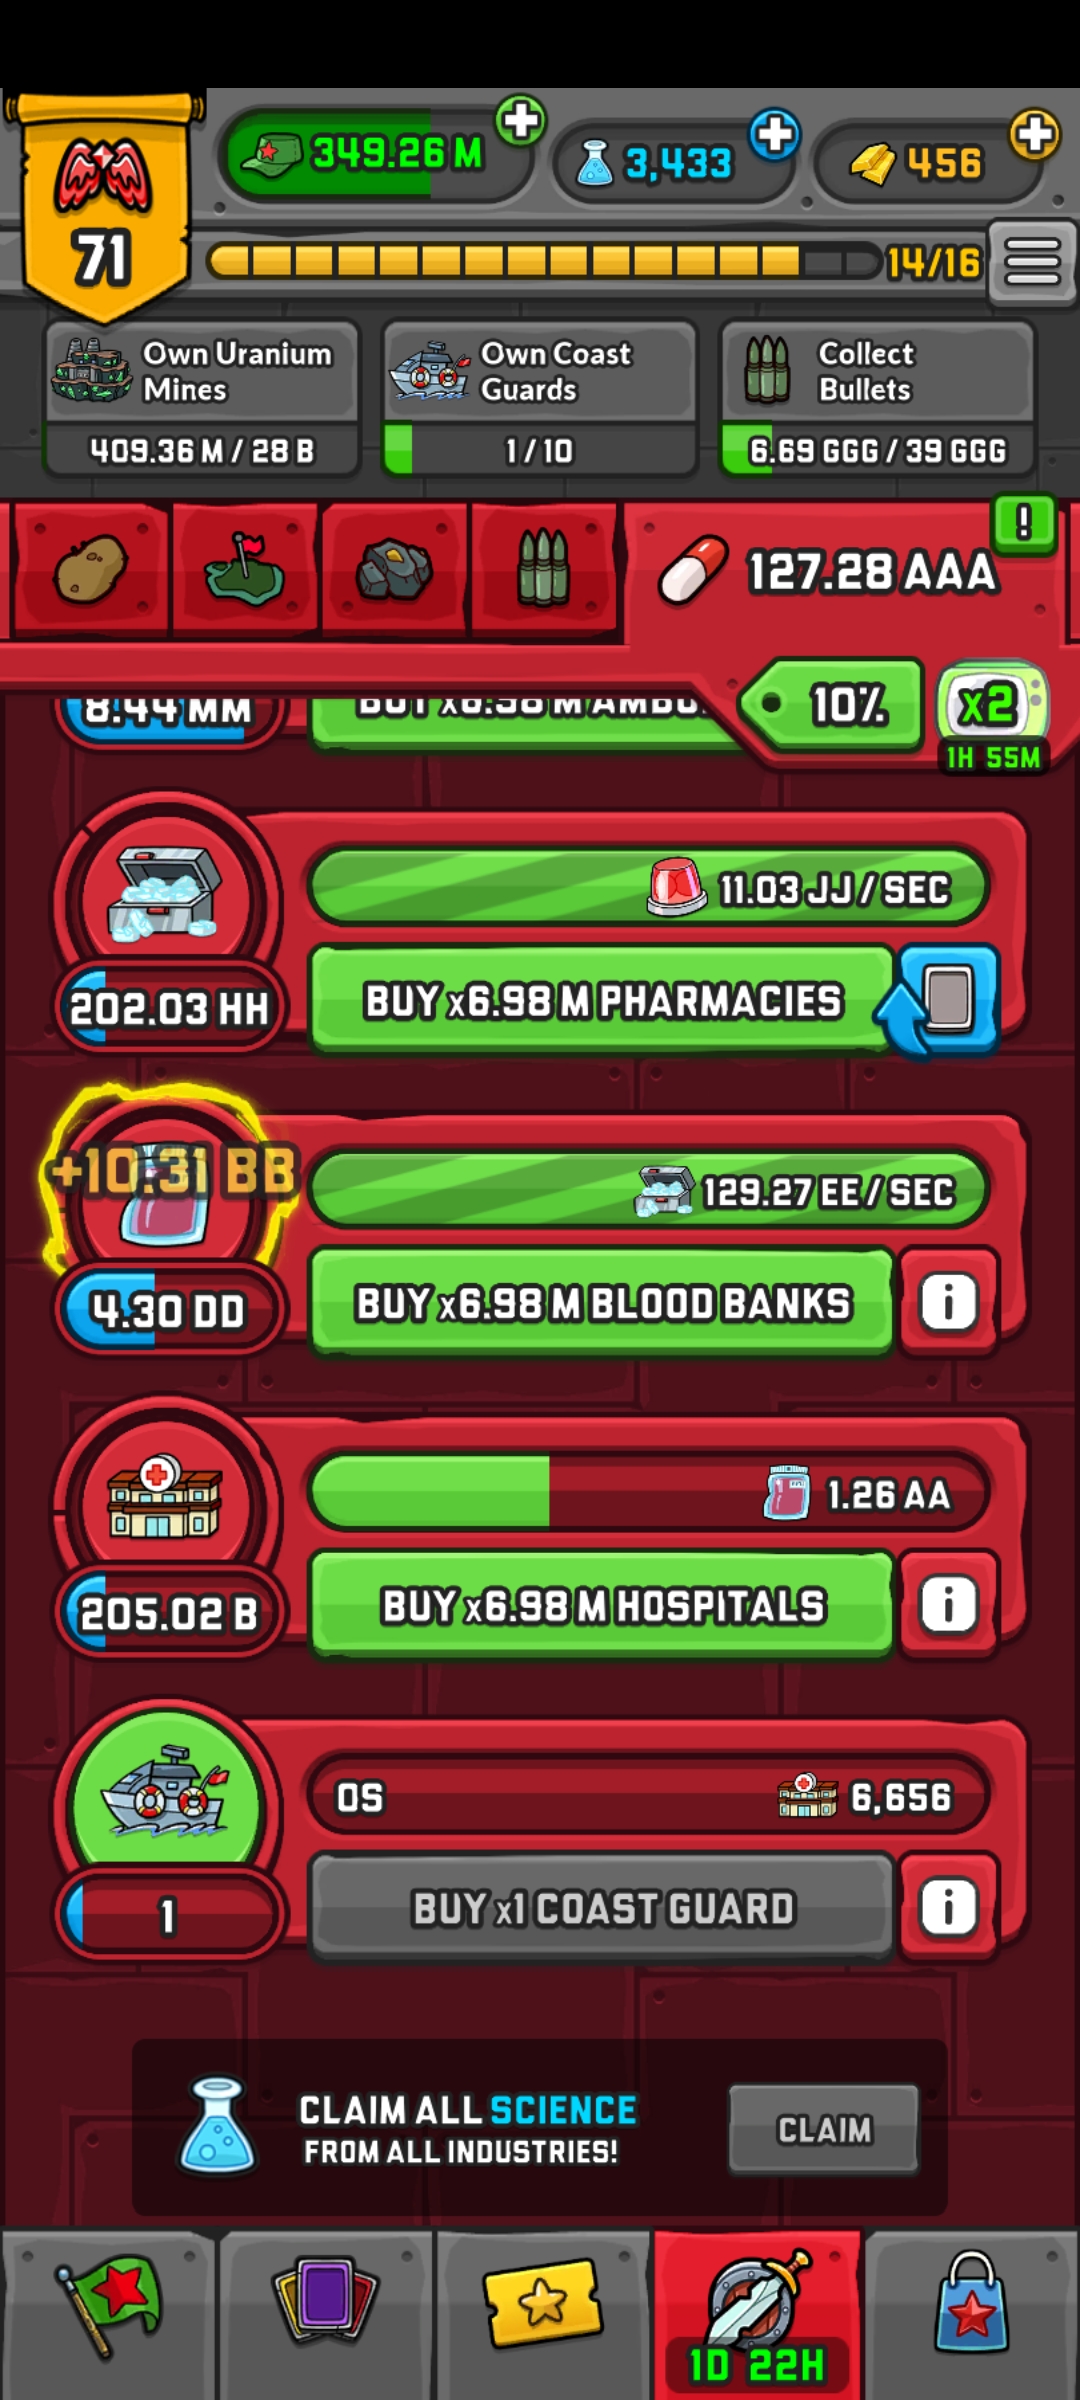 71
349.26 M
3,433
456
14/16
Own Uranium
Mines
409.36 M / 28 B
Own Coast
Guards
1 / 10
Collect
Bullets
6.69 GGG / 39 GGG
127.28 AAA
!
10%
x2
1H 55M
8.44 MM
BUY x6.98 M AMBU
11.03 JJ / SEC
202.03 HH
BUY x6.98 M PHARMACIES
+10.31 BB
129.27 EE / SEC
4.30 DD
BUY x6.98 M BLOOD BANKS
i
1.26 AA
205.02 B
BUY x6.98 M HOSPITALS
i
0S
6,656
1
BUY x1 COAST GUARD
i
CLAIM ALL SCIENCE
FROM ALL INDUSTRIES!
CLAIM
1D 22H